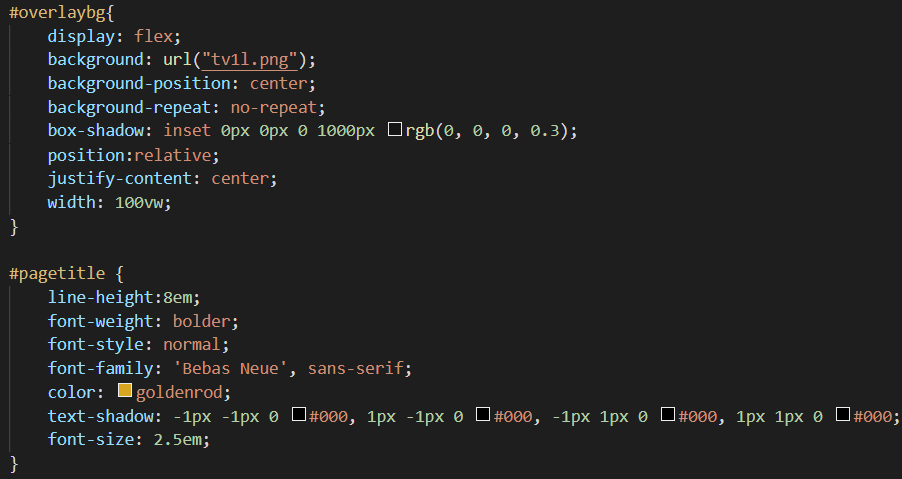 #overlaybg{
    display: flex;
    background: url("tv1l.png");
    background-position: center;
    background-repeat: no-repeat;
    box-shadow: inset 0px 0px 0 1000px rgb(0, 0, 0, 0.3);
    position:relative;
    justify-content: center;
    width: 100vw;
}

#pagetitle {
    line-height:8em;
    font-weight: bolder;
    font-style: normal;
    font-family: 'Bebas Neue', sans-serif;
    color: goldenrod;
    text-shadow: -1px -1px 0 #000, 1px -1px 0 #000, -1px 1px 0 #000, 1px 1px 0 #000;
    font-size: 2.5em;
}